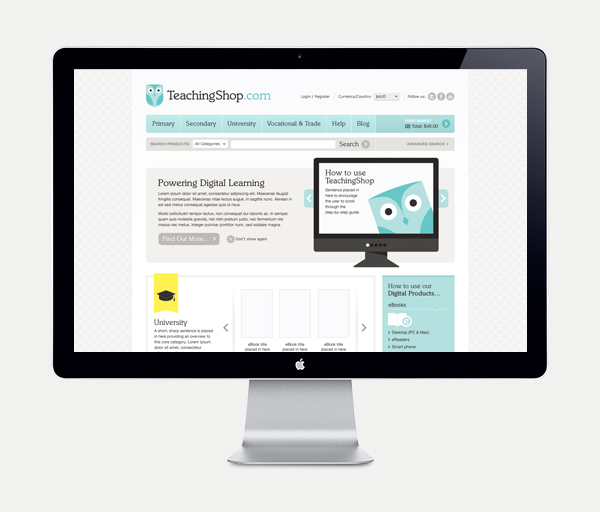 TeachingShop.com
Login / Register
Currency/Country: $AUD
Follow us:
Primary
Secondary
University
Vocational & Trade
Help
Blog
YOUR BASKET
(2) Total: $49.00
SEARCH PRODUCTS:
All Categories
Search
ADVANCED SEARCH
Powering Digital Learning
Lorem ipsum dolor sit amet, consectetur adipiscing elit. Maecenas feugiat
fringilla consequat. Maecenas luctus augue, in sagittis nunc. Aenean in
est sed metus consequat consectetur.
Morbi sollicitudin tempor lectus, non consequat dui lobortis ac. In semper,
quam quis molestie gravida, nisl nibh pretium justo, nec fermentum nisi
massa nec metus. Integer pulvinar porttitor nunc, sed sodales magna.
Find Out More...
Don't show again
How to use
TeachingShop
Sentence placed in
here to encourage
the user to scroll
through the
step-by-step guide.
University
A short, sharp sentence is placed
in here providing an overview to
this core category. Lorem ipsum
dolor sit amet, consectetur
eBook title
placed in here
eBook title
placed in here
eBook title
placed in here
How to use our
Digital Products...
eBooks
Desktop (PC & Mac)
eReaders
Smart phone